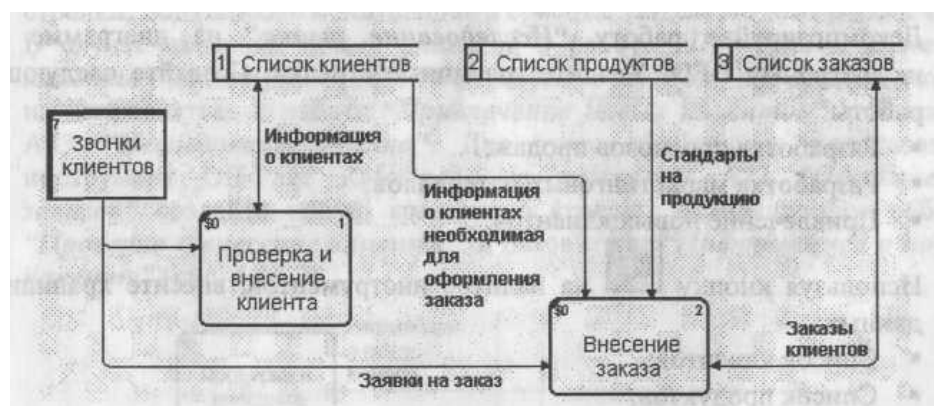 1 Список клиентов
2 Список продуктов
3 Список заказов
7
Звонки
клиентов
Информация
о клиентах
Информация
о клиентах
необходимая
для
оформления
заказа
Стандарты
на
продукцию
$0 1
Проверка и
внесение
клиента
$0 2
Внесение
заказа
Заказы
клиентов
Заявки на заказ